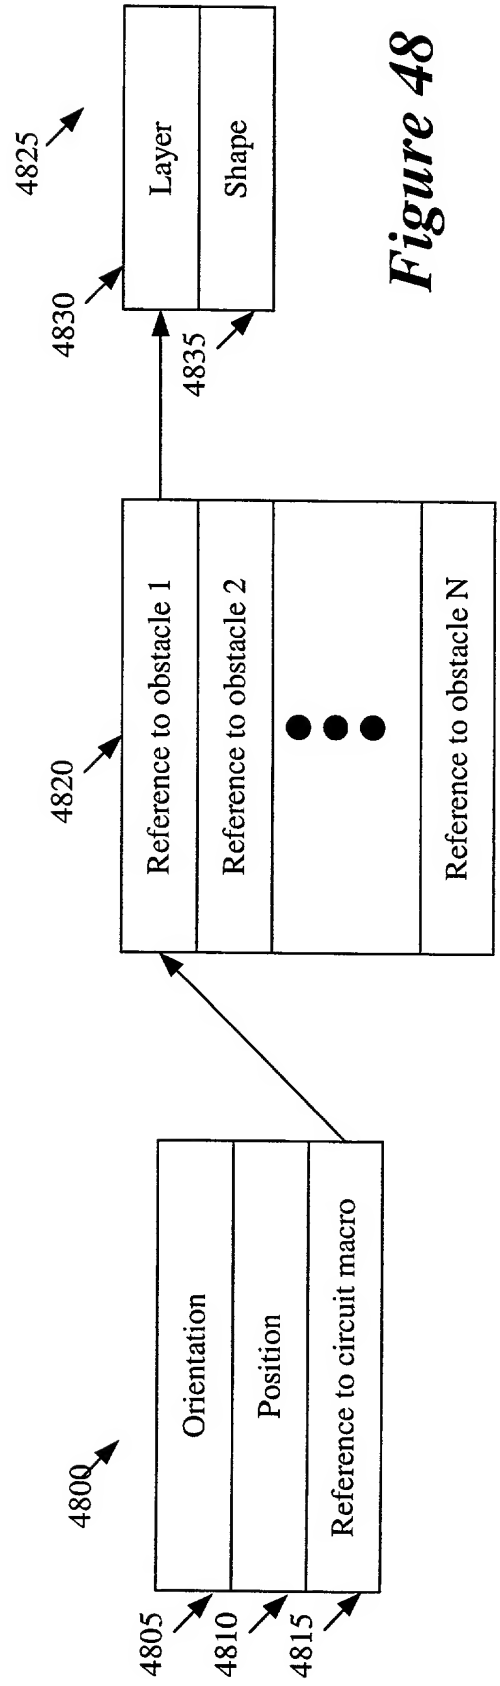 4800
4805
Orientation
4810
Position
4815
Reference to circuit macro
4820
Reference to obstacle 1
Reference to obstacle 2
Reference to obstacle N
4825
4830
Layer
4835
Shape
Figure 48